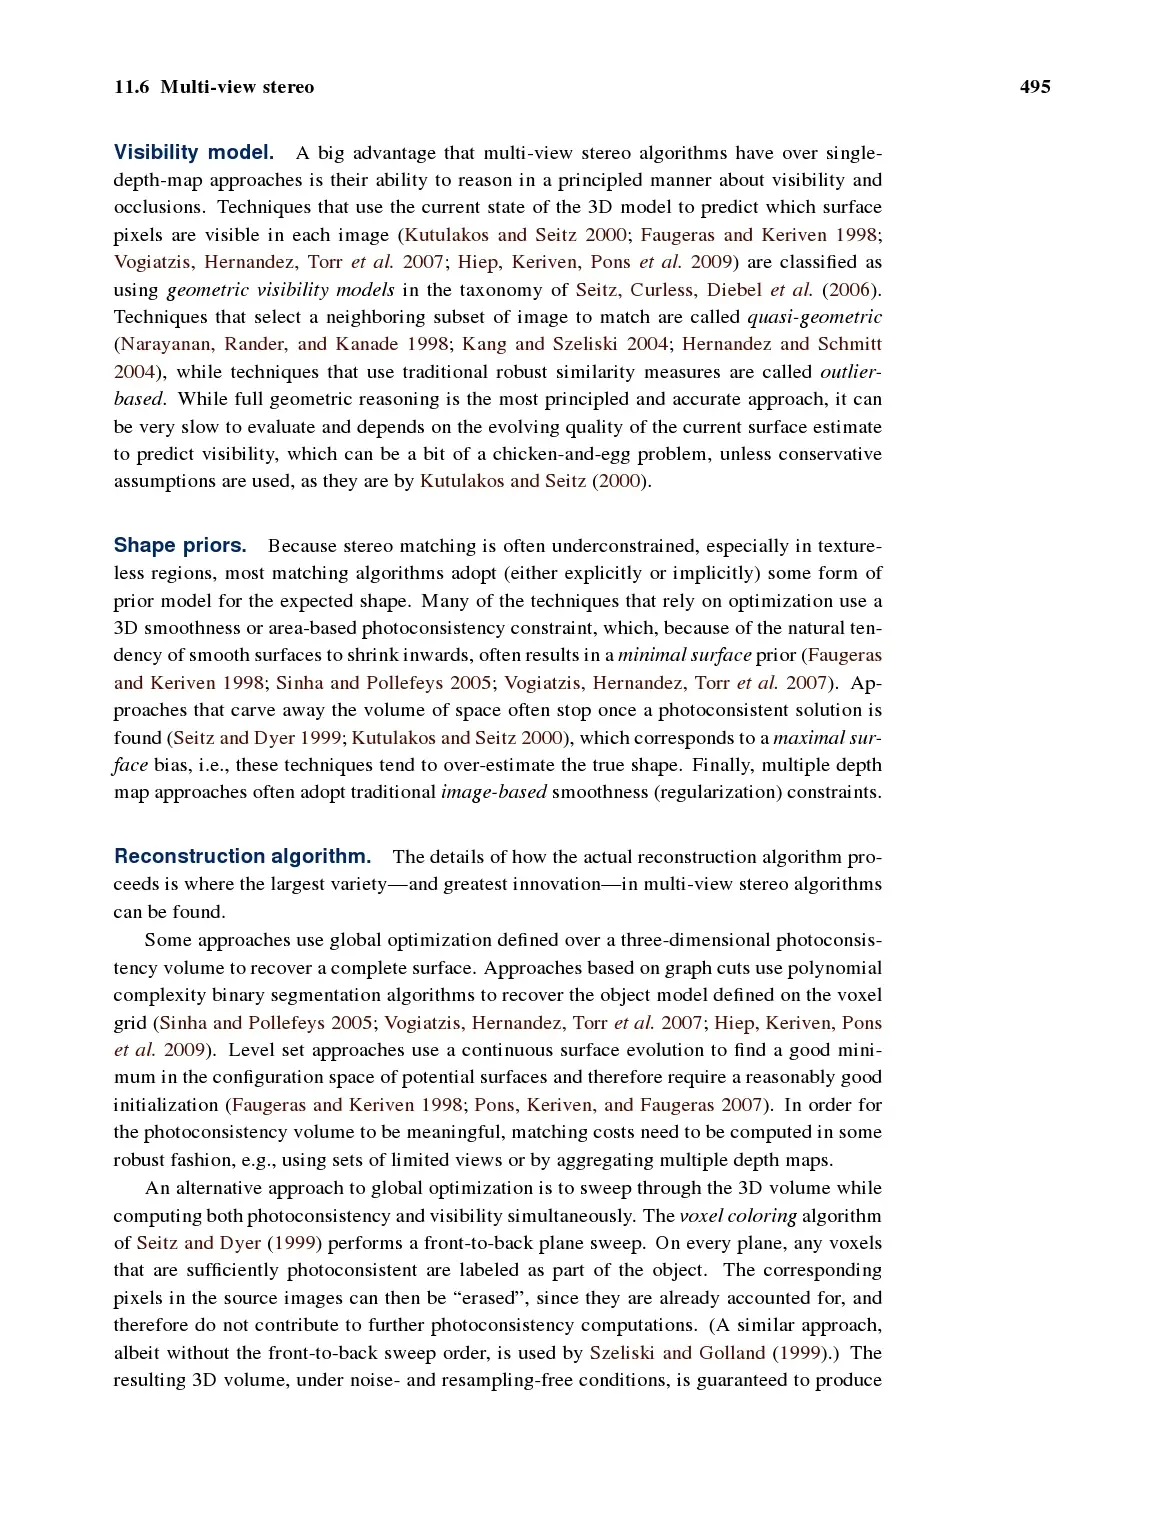 11.6 Multi-view stereo 495
Visibility model. A big advantage that multi-view stereo algorithms have over single-
depth-map approaches is their ability to reason in a principled manner about visibility and
occlusions. Techniques that use the current state of the 3D model to predict which surface
pixels are visible in each image (Kutulakos and Seitz 2000; Faugeras and Keriven 1998;
Vogiatzis, Hernandez, Torr et al. 2007; Hiep, Keriven, Pons et al. 2009) are classified as
using geometric visibility models in the taxonomy of Seitz, Curless, Diebel et al. (2006).
Techniques that select a neighboring subset of image to match are called quasi-geometric
(Narayanan, Rander, and Kanade 1998; Kang and Szeliski 2004; Hernandez and Schmitt
2004), while techniques that use traditional robust similarity measures are called outlier-
based. While full geometric reasoning is the most principled and accurate approach, it can
be very slow to evaluate and depends on the evolving quality of the current surface estimate
to predict visibility, which can be a bit of a chicken-and-egg problem, unless conservative
assumptions are used, as they are by Kutulakos and Seitz (2000).
Shape priors. Because stereo matching is often underconstrained, especially in texture-
less regions, most matching algorithms adopt (either explicitly or implicitly) some form of
prior model for the expected shape. Many of the techniques that rely on optimization use a
3D smoothness or area-based photoconsistency constraint, which, because of the natural ten-
dency of smooth surfaces to shrink inwards, often results in a minimal surface prior (Faugeras
and Keriven 1998; Sinha and Pollefeys 2005; Vogiatzis, Hernandez, Torr et al. 2007). Ap-
proaches that carve away the volume of space often stop once a photoconsistent solution is
found (Seitz and Dyer 1999; Kutulakos and Seitz 2000), which corresponds to a maximal sur-
face bias, i.e., these techniques tend to over-estimate the true shape. Finally, multiple depth
map approaches often adopt traditional image-based smoothness (regularization) constraints.
Reconstruction algorithm. The details of how the actual reconstruction algorithm pro-
ceeds is where the largest variety—and greatest innovation—in multi-view stereo algorithms
can be found.
Some approaches use global optimization defined over a three-dimensional photoconsis-
tency volume to recover a complete surface. Approaches based on graph cuts use polynomial
complexity binary segmentation algorithms to recover the object model defined on the voxel
grid (Sinha and Pollefeys 2005; Vogiatzis, Hernandez, Torr et al. 2007; Hiep, Keriven, Pons
et al. 2009). Level set approaches use a continuous surface evolution to find a good mini-
mum in the configuration space of potential surfaces and therefore require a reasonably good
initialization (Faugeras and Keriven 1998; Pons, Keriven, and Faugeras 2007). In order for
the photoconsistency volume to be meaningful, matching costs need to be computed in some
robust fashion, e.g., using sets of limited views or by aggregating multiple depth maps.
An alternative approach to global optimization is to sweep through the 3D volume while
computing both photoconsistency and visibility simultaneously. The voxel coloring algorithm
of Seitz and Dyer (1999) performs a front-to-back plane sweep. On every plane, any voxels
that are sufficiently photoconsistent are labeled as part of the object. The corresponding
pixels in the source images can then be “erased”, since they are already accounted for, and
therefore do not contribute to further photoconsistency computations. (A similar approach,
albeit without the front-to-back sweep order, is used by Szeliski and Golland (1999).) The
resulting 3D volume, under noise- and resampling-free conditions, is guaranteed to produce